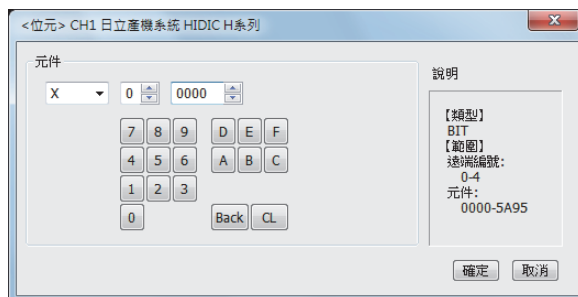 <位元> CH1 日立產機系統 HIDIC H系列
元件
X 0 0000
7 8 9 D E F
4 5 6 A B C
1 2 3
0 Back CL
說明
【類型】
BIT
【範圍】
遠端編號:
0-4
元件:
0000-5A95
確定 取消